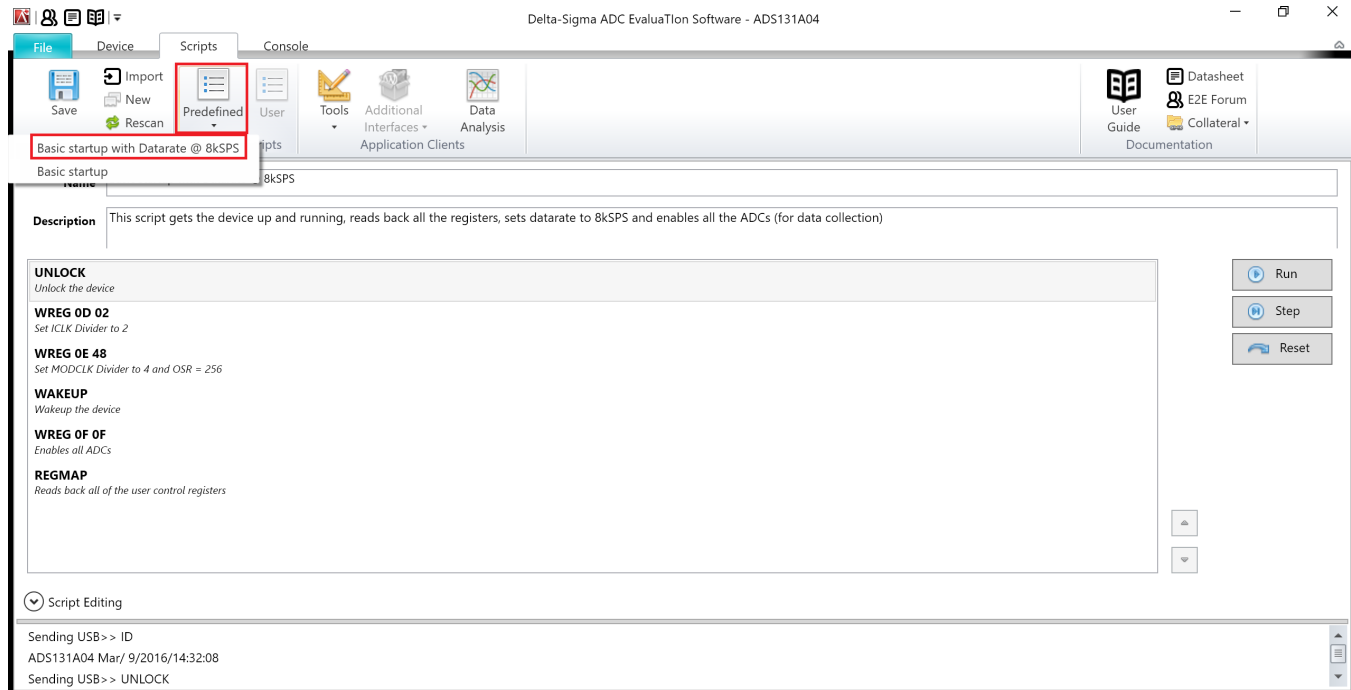 Delta-Sigma ADC EvaluaTIon Software - ADS131A04
File Device Scripts Console
Save
Import
New
Rescan
Predefined
User
ipts
Tools
Additional Interfaces
Data Analysis
Application Clients
User Guide
Datasheet
E2E Forum
Collateral
Documentation
Basic startup with Datarate @ 8kSPS
Basic startup
Name
8kSPS
Description
This script gets the device up and running, reads back all the registers, sets datarate to 8kSPS and enables all the ADCs (for data collection)
UNLOCK
Unlock the device
WREG 0D 02
Set ICLK Divider to 2
WREG 0E 48
Set MODCLK Divider to 4 and OSR = 256
WAKEUP
Wakeup the device
WREG 0F 0F
Enables all ADCs
REGMAP
Reads back all of the user control registers
Run
Step
Reset
Script Editing
Sending USB>> ID
ADS131A04 Mar/ 9/2016/14:32:08
Sending USB>> UNLOCK